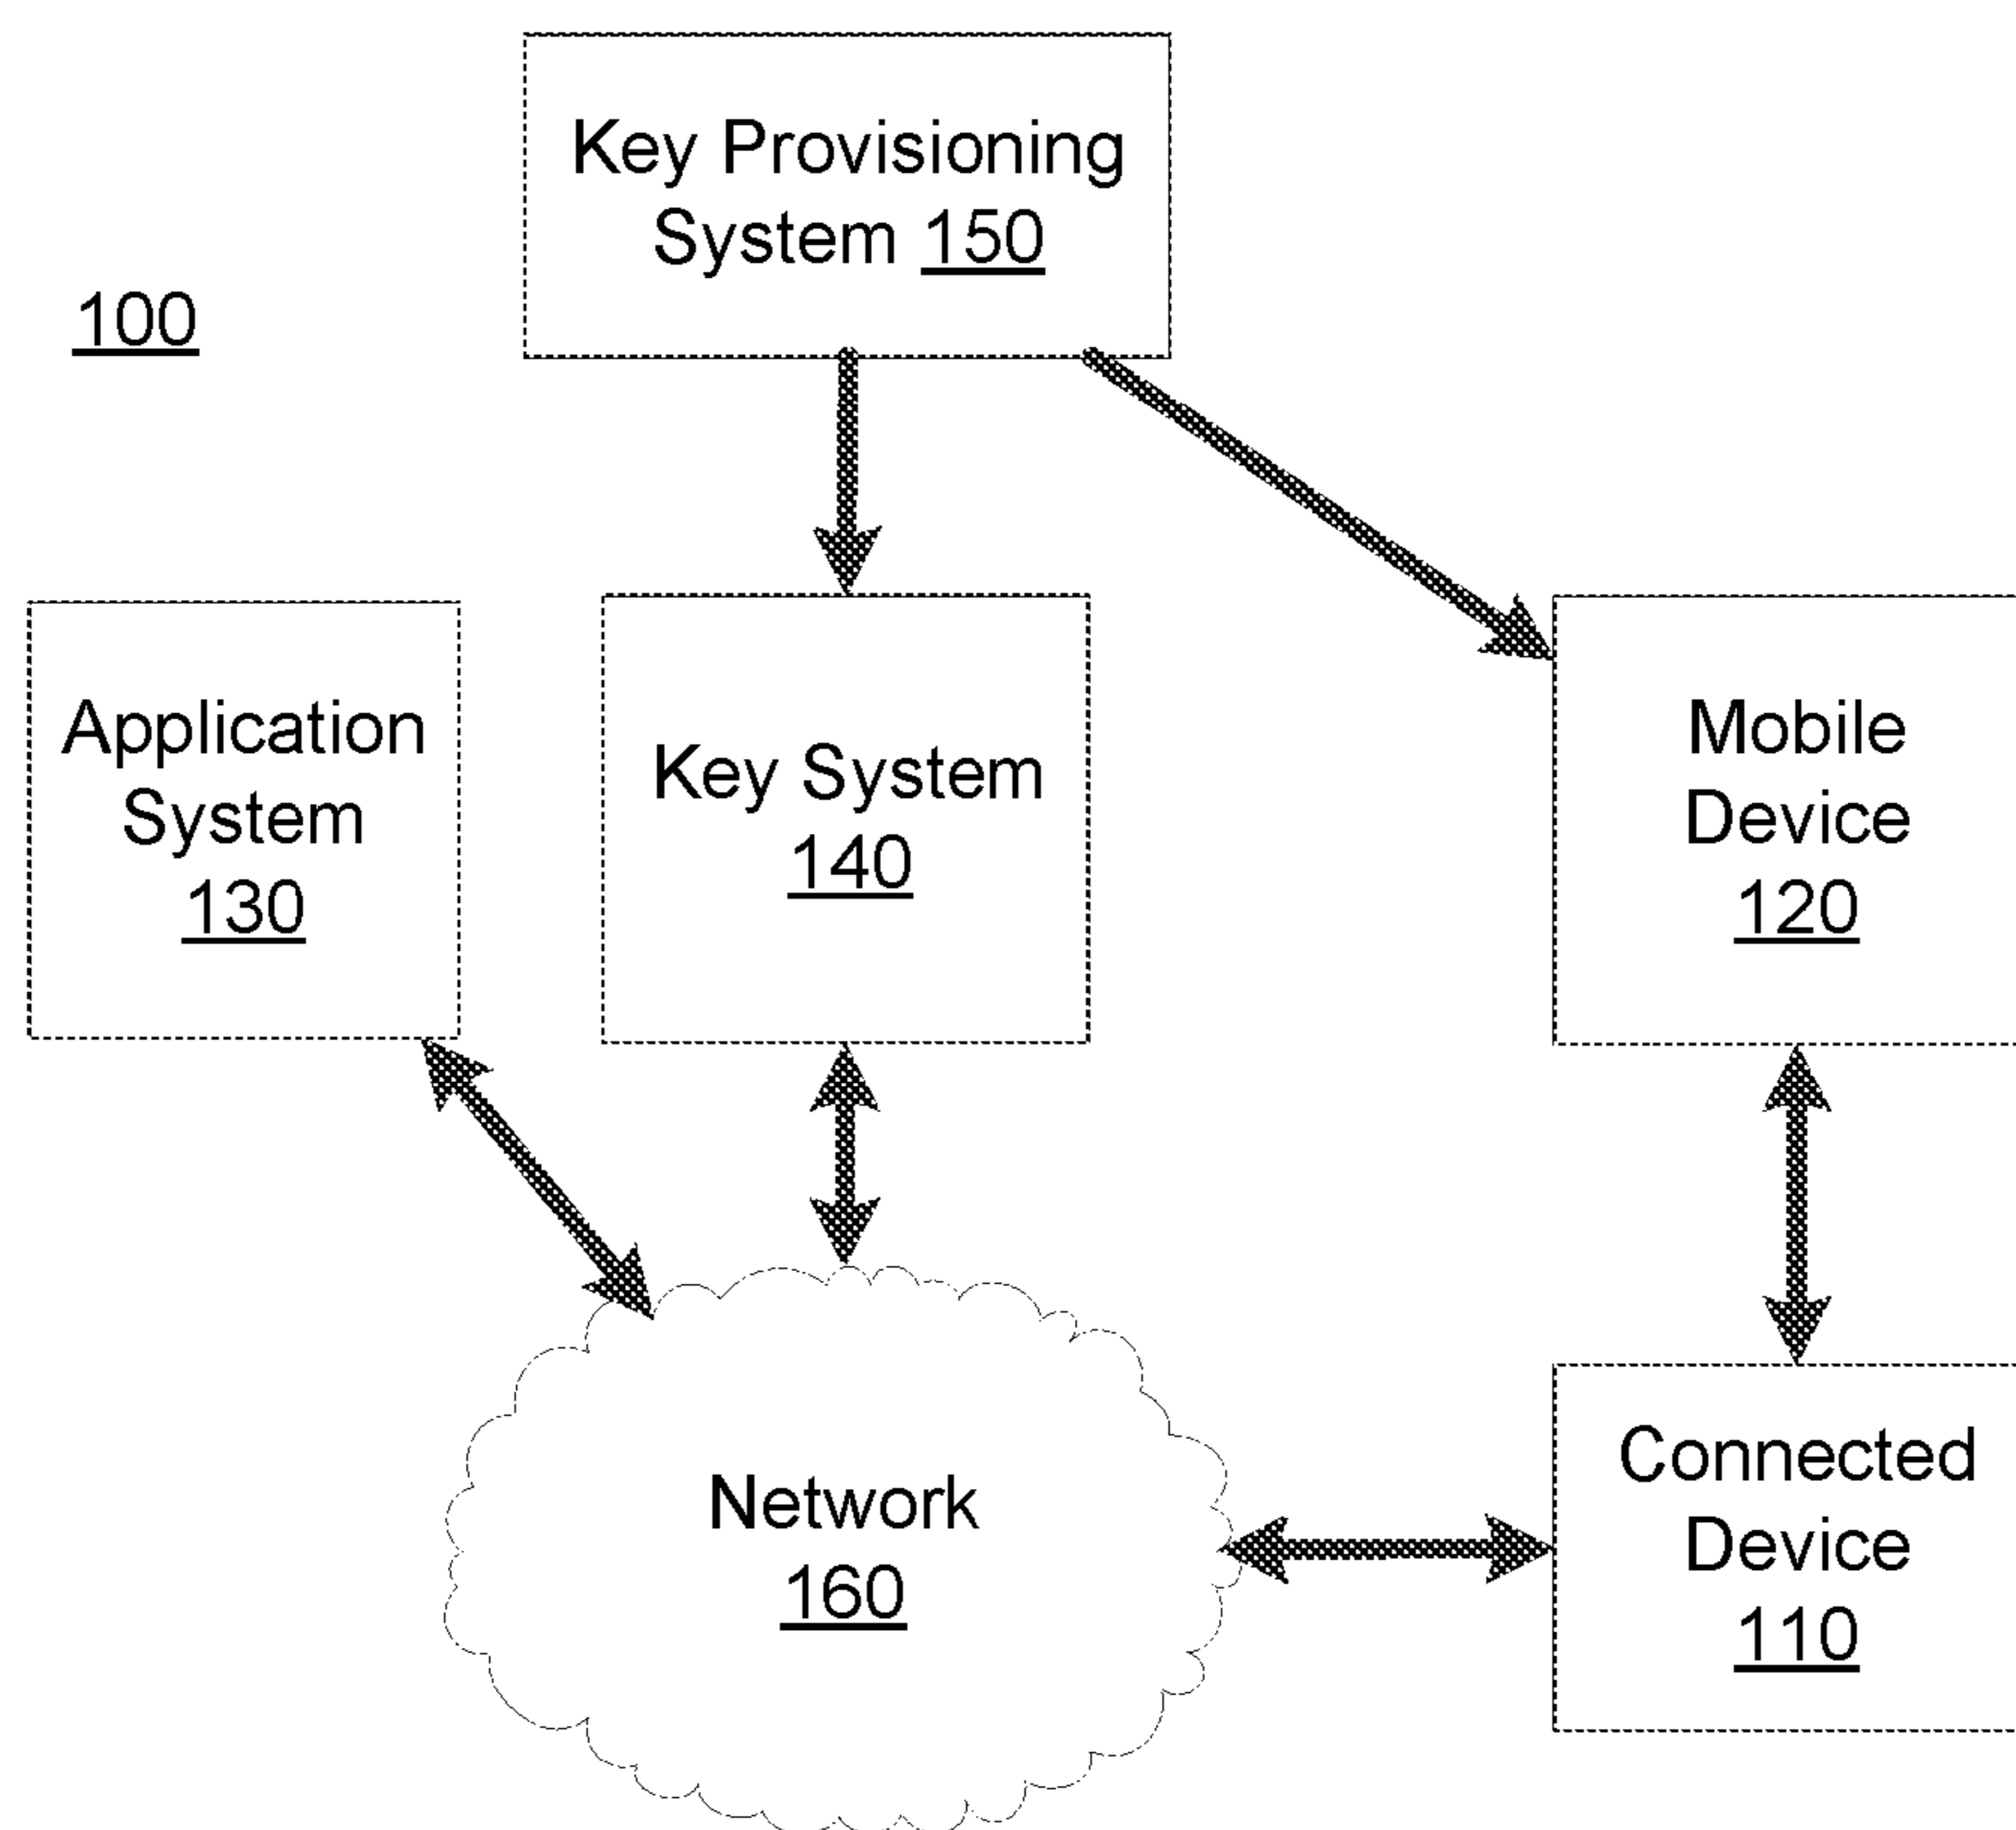 Key Provisioning
System 150
100
Application
System
130
Key System
140
Mobile
Device
120
Network
160
Connected
Device
110